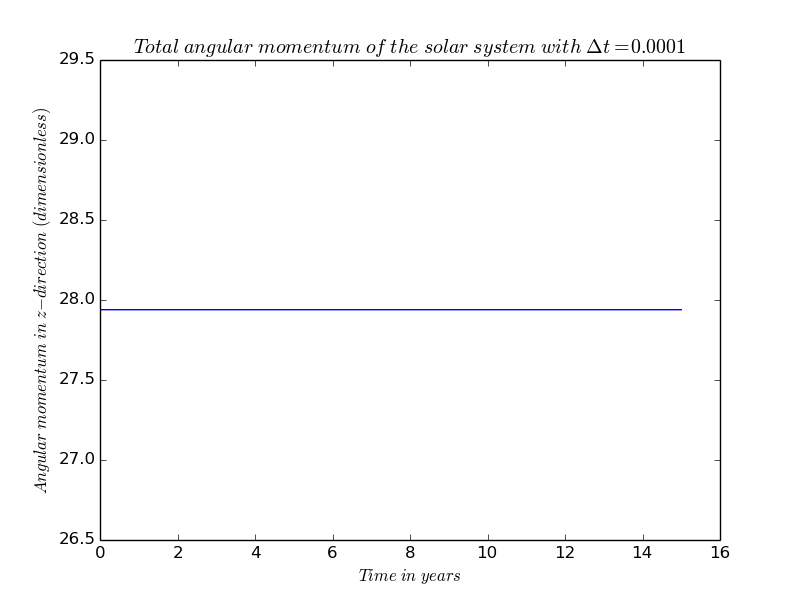 Total angular momentum of the solar system with Δt=0.0001
29.5
29.0
28.5
28.0
27.5
27.0
26.5
Angular momentum in z−direction (dimensionless)
0 2 4 6 8 10 12 14 16
Time in years